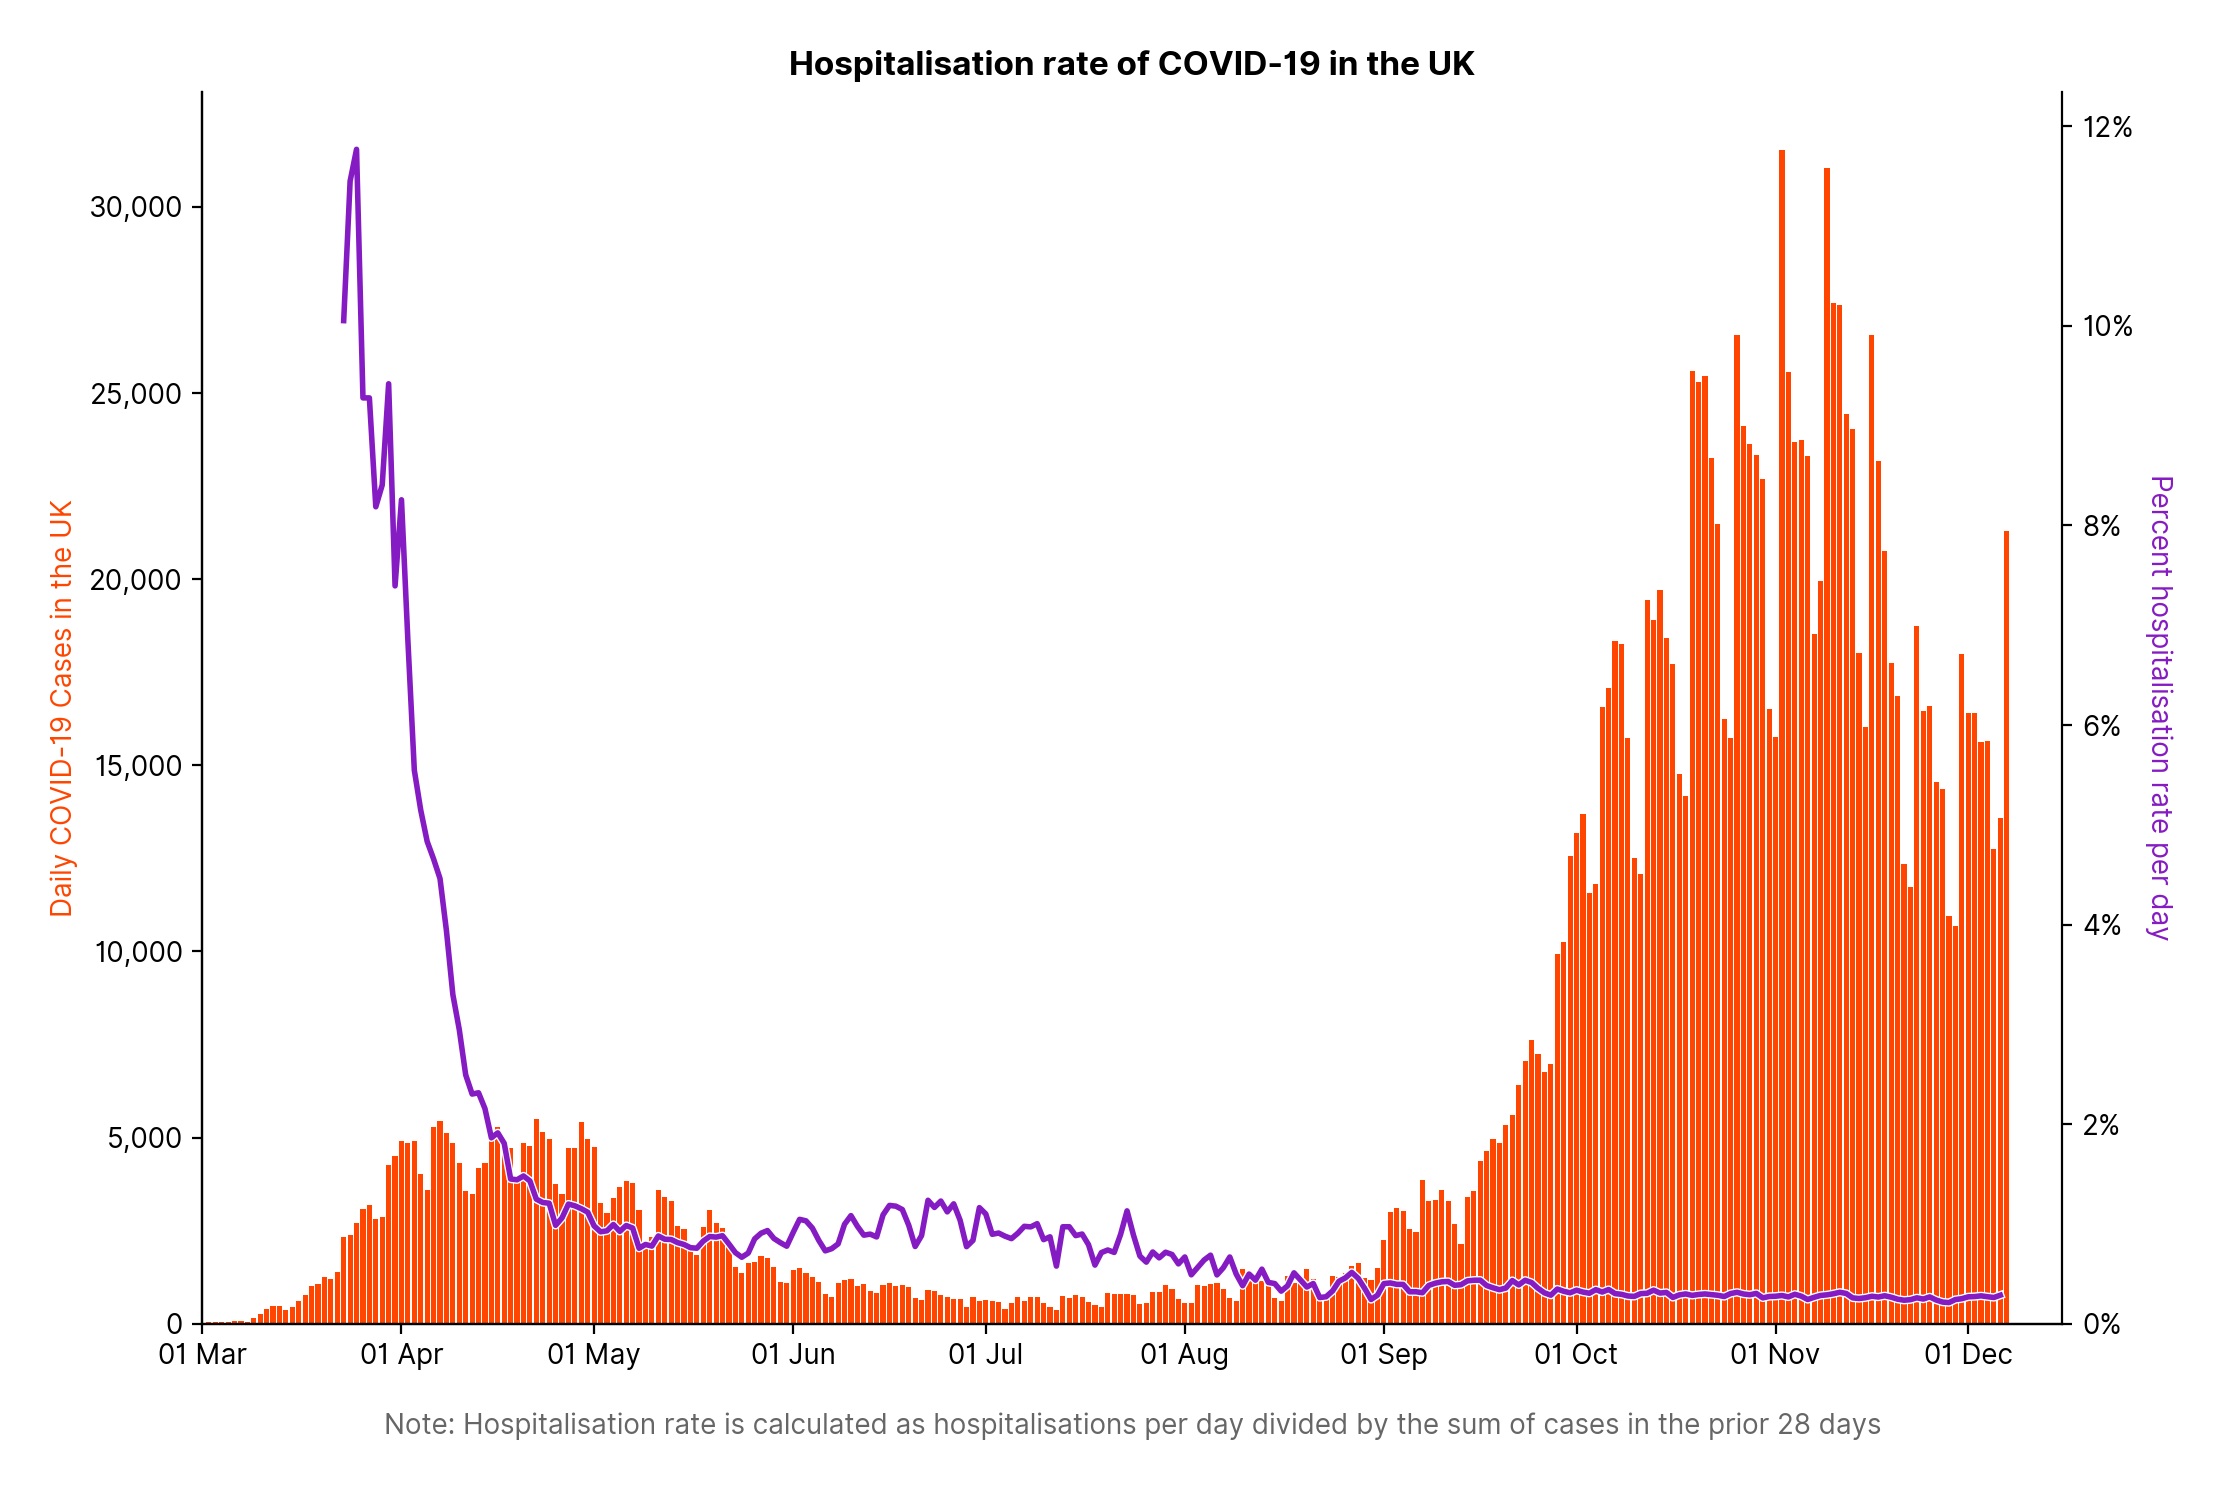 Hospitalisation rate of COVID-19 in the UK
12%
30,000
10%
25,000
8%
20,000
6%
15,000
4%
10,000
2%
5,000
0
0%
Daily COVID-19 Cases in the UK
Percent hospitalisation rate per day
01 Mar 01 Apr 01 May 01 Jun 01 Jul 01 Aug 01 Sep 01 Oct 01 Nov 01 Dec
Note: Hospitalisation rate is calculated as hospitalisations per day divided by the sum of cases in the prior 28 days